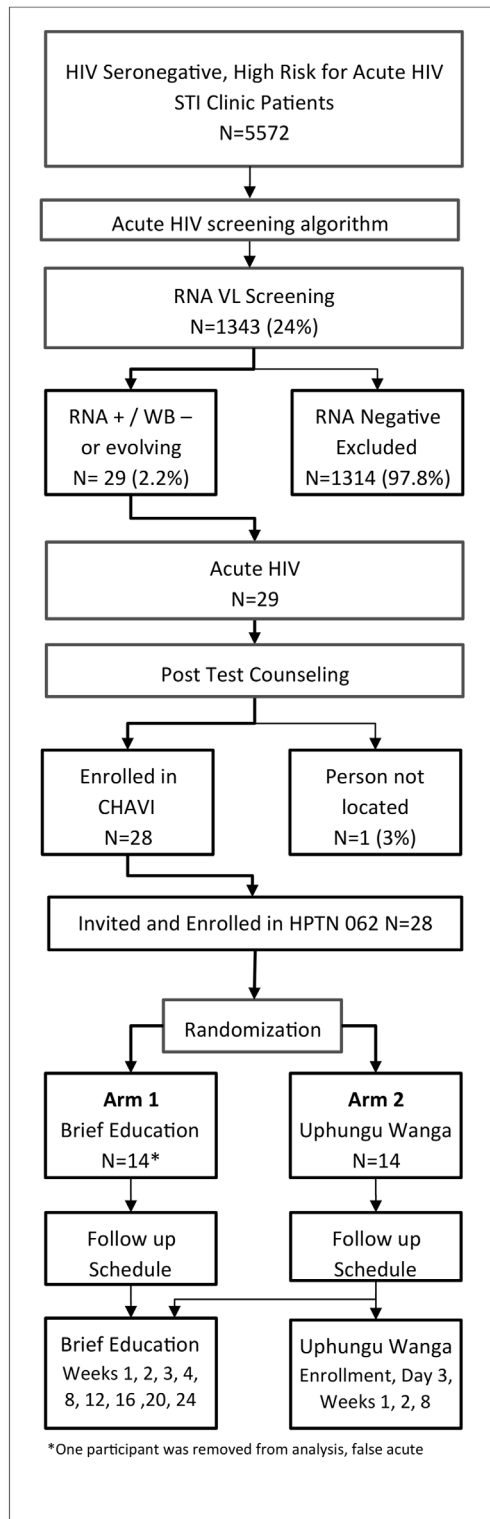 HIV Seronegative, High Risk for Acute HIV
STI Clinic Patients
N=5572
Acute HIV screening algorithm
RNA VL Screening
N=1343 (24%)
RNA + / WB –
or evolving
N= 29 (2.2%)
RNA Negative
Excluded
N=1314 (97.8%)
Acute HIV
N=29
Post Test Counseling
Enrolled in
CHAVI
N=28
Person not
located
N=1 (3%)
Invited and Enrolled in HPTN 062 N=28
Randomization
Arm 1
Brief Education
N=14*
Arm 2
Uphungu Wanga
N=14
Follow up
Schedule
Follow up
Schedule
Brief Education
Weeks 1, 2, 3, 4,
8, 12, 16 ,20, 24
Uphungu Wanga
Enrollment, Day 3,
Weeks 1, 2, 8
*One participant was removed from analysis, false acute